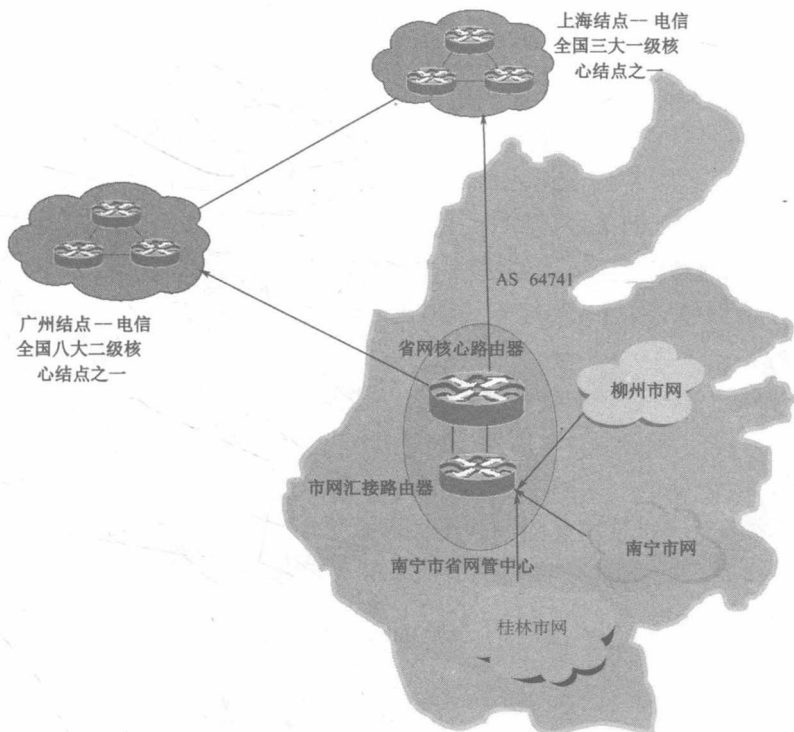 上海结点--电信
全国三大一级核
心结点之一
广州结点--电信
全国八大二级核
心结点之一
AS 64741
省网核心路由器
柳州市网
市网汇接路由器
南宁市网
南宁市省网管中心
桂林市网